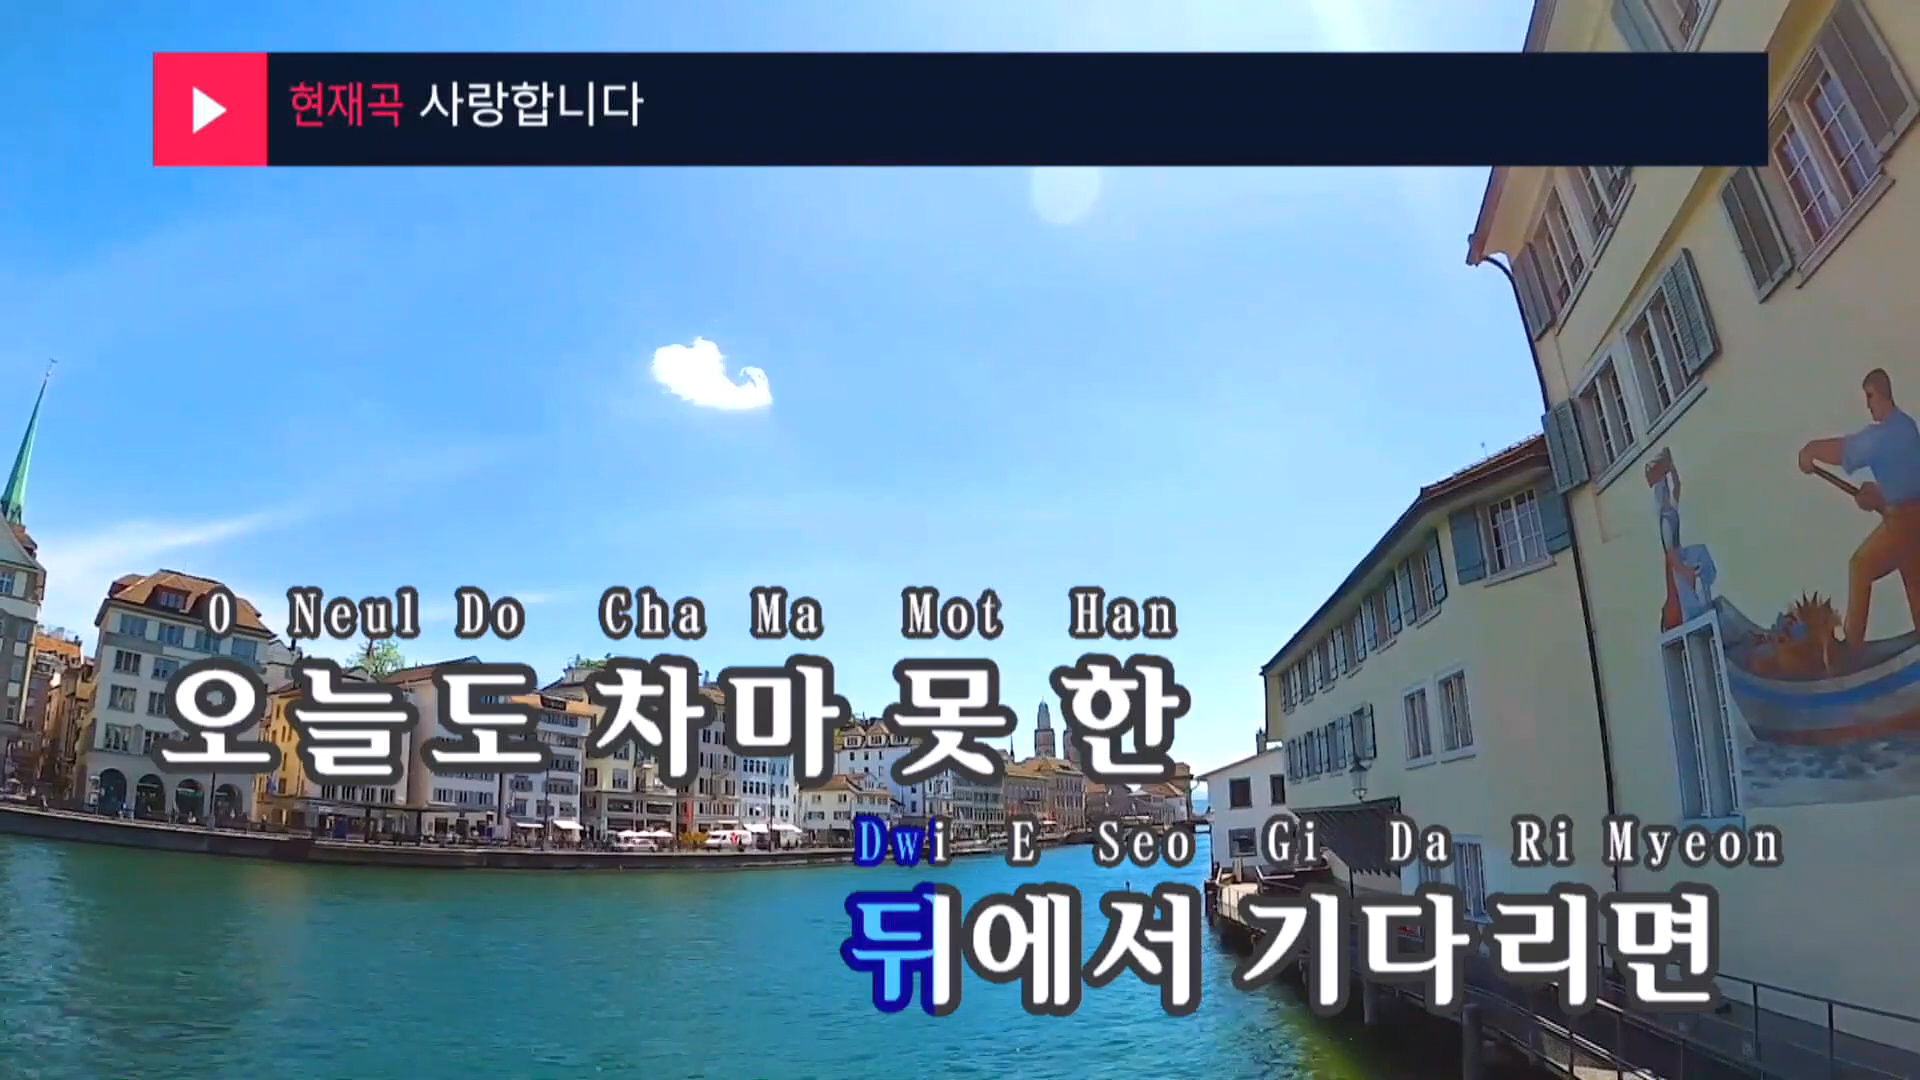 현재곡 사랑합니다
O Neul Do Cha Ma Mot Han
오늘도 차마 못 한
Dwi E Seo Gi Da Ri Myeon
뒤에서 기다리면